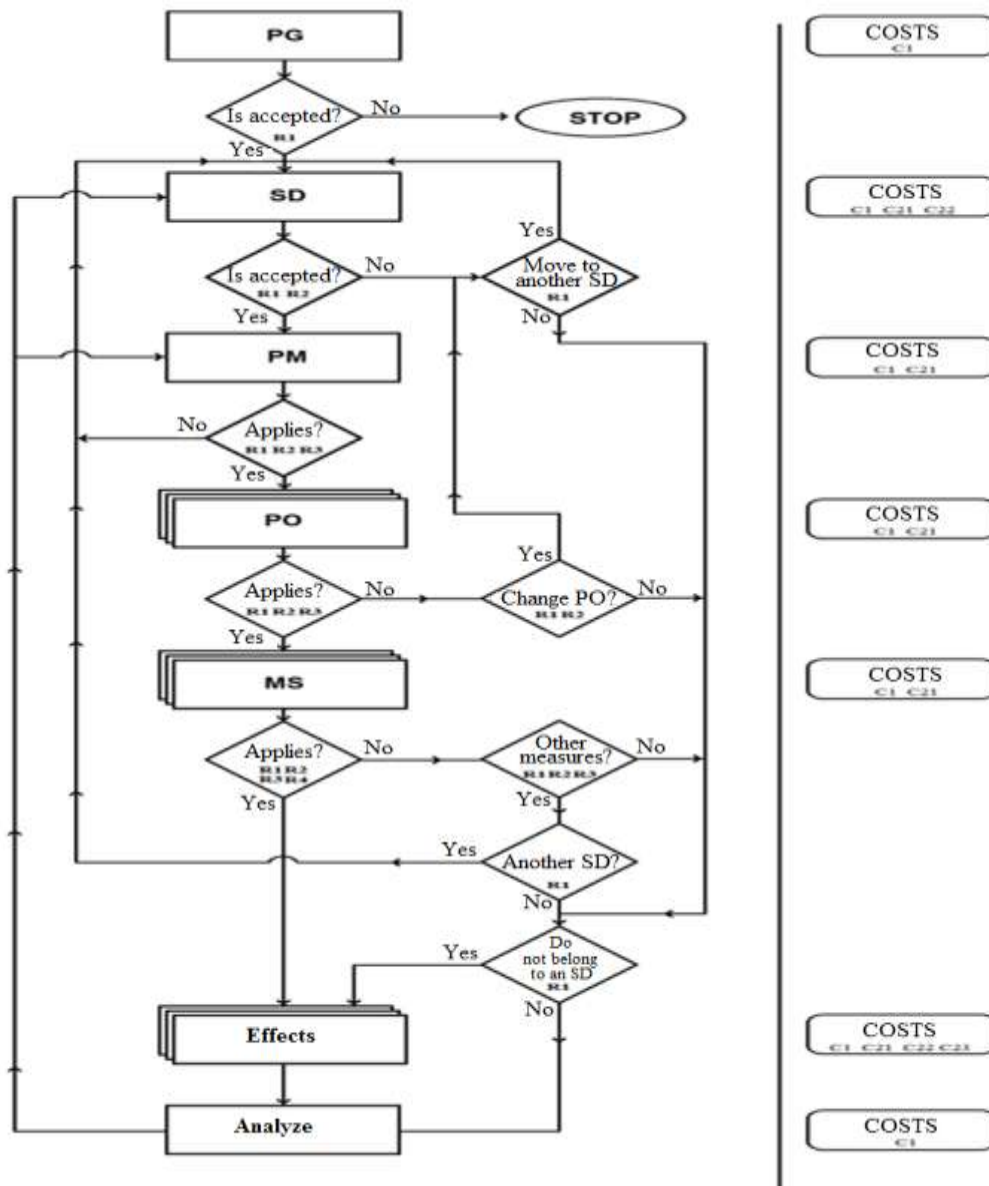 PG
COSTS
C1
Is accepted?
R1
No
STOP
Yes
SD
COSTS
C1 C21 C22
Yes
Is accepted?
R1 R2
No
Move to
another SD
R1
Yes
No
PM
COSTS
C1 C21
No
Applies?
R1 R2 R3
Yes
PO
COSTS
C1 C21
Yes
Applies?
R1 R2 R3
No
Change PO?
R1 R2
No
Yes
MS
COSTS
C1 C21
Applies?
R1 R2
R3 R4
No
Other
measures?
R1 R2 R3
No
Yes
Yes
Yes
Another SD?
R1
No
Yes
Do
not belong
to an SD
R1
No
Effects
COSTS
C1 C21 C22 C23
Analyze
COSTS
C1